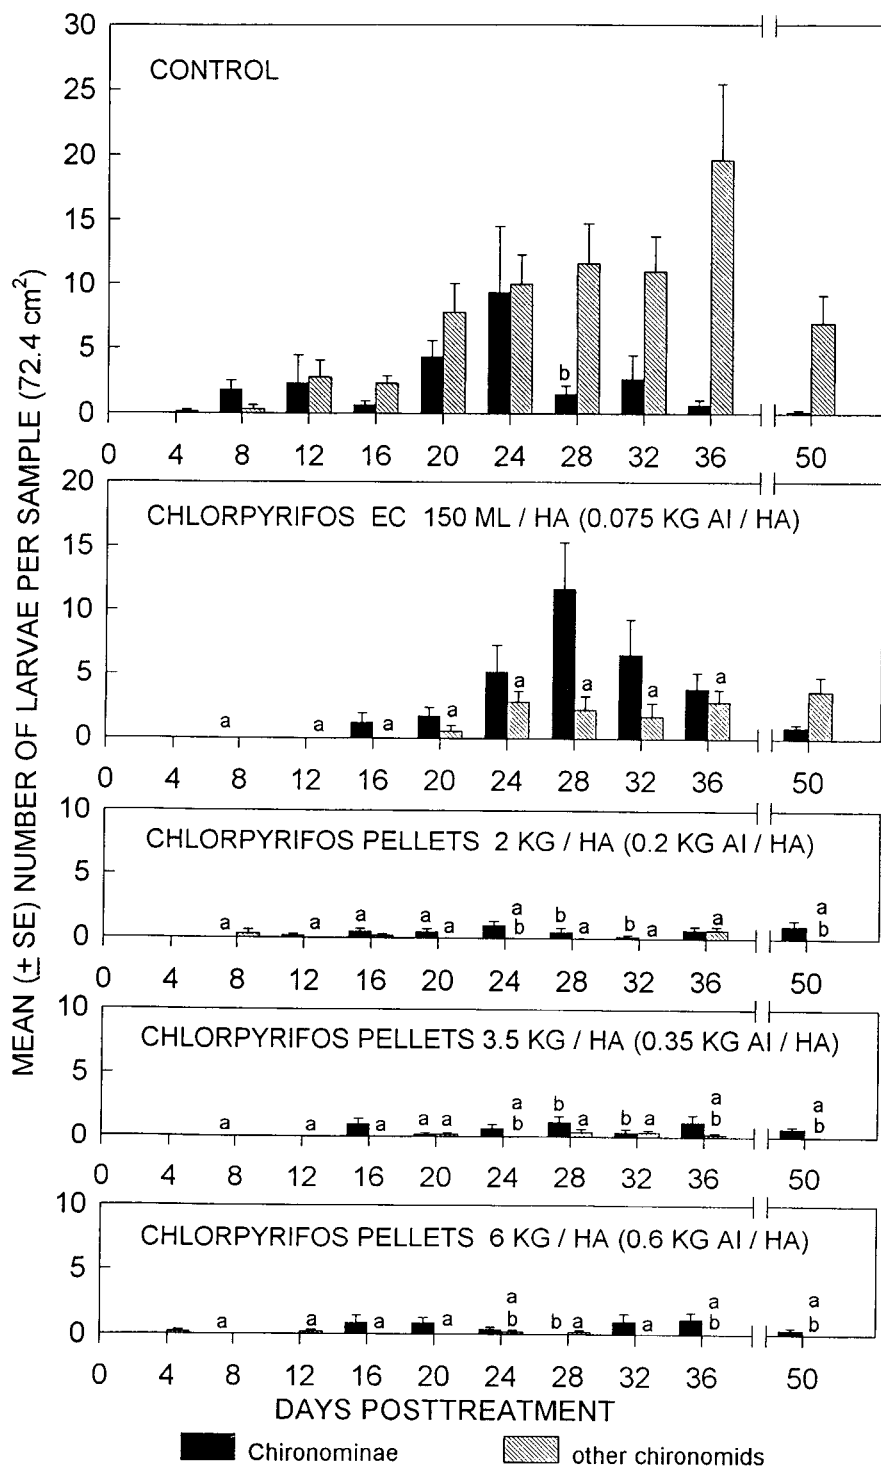 MEAN (± SE) NUMBER OF LARVAE PER SAMPLE (72.4 cm²)
30
25
20
15
10
5
0
CONTROL
b
0 4 8 12 16 20 24 28 32 36 50
20
15
10
5
0
CHLORPYRIFOS EC 150 ML / HA (0.075 KG AI / HA)
a a a a a a a a
0 4 8 12 16 20 24 28 32 36 50
10
5
0
CHLORPYRIFOS PELLETS 2 KG / HA (0.2 KG AI / HA)
a a a a a a a b a b a a a
b b
0 4 8 12 16 20 24 28 32 36 50
10
5
0
CHLORPYRIFOS PELLETS 3.5 KG / HA (0.35 KG AI / HA)
a a a a a a b a b a a a
b b b
0 4 8 12 16 20 24 28 32 36 50
10
5
0
CHLORPYRIFOS PELLETS 6 KG / HA (0.6 KG AI / HA)
a a a a a b a a a a
b b b
0 4 8 12 16 20 24 28 32 36 50
DAYS POSTTREATMENT
Chironominae other chironomids